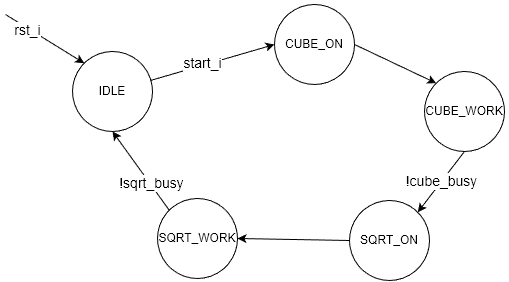 rst_i
CUBE_ON
start_i
IDLE
CUBE_WORK
!sqrt_busy
!cube_busy
SQRT_WORK
SQRT_ON